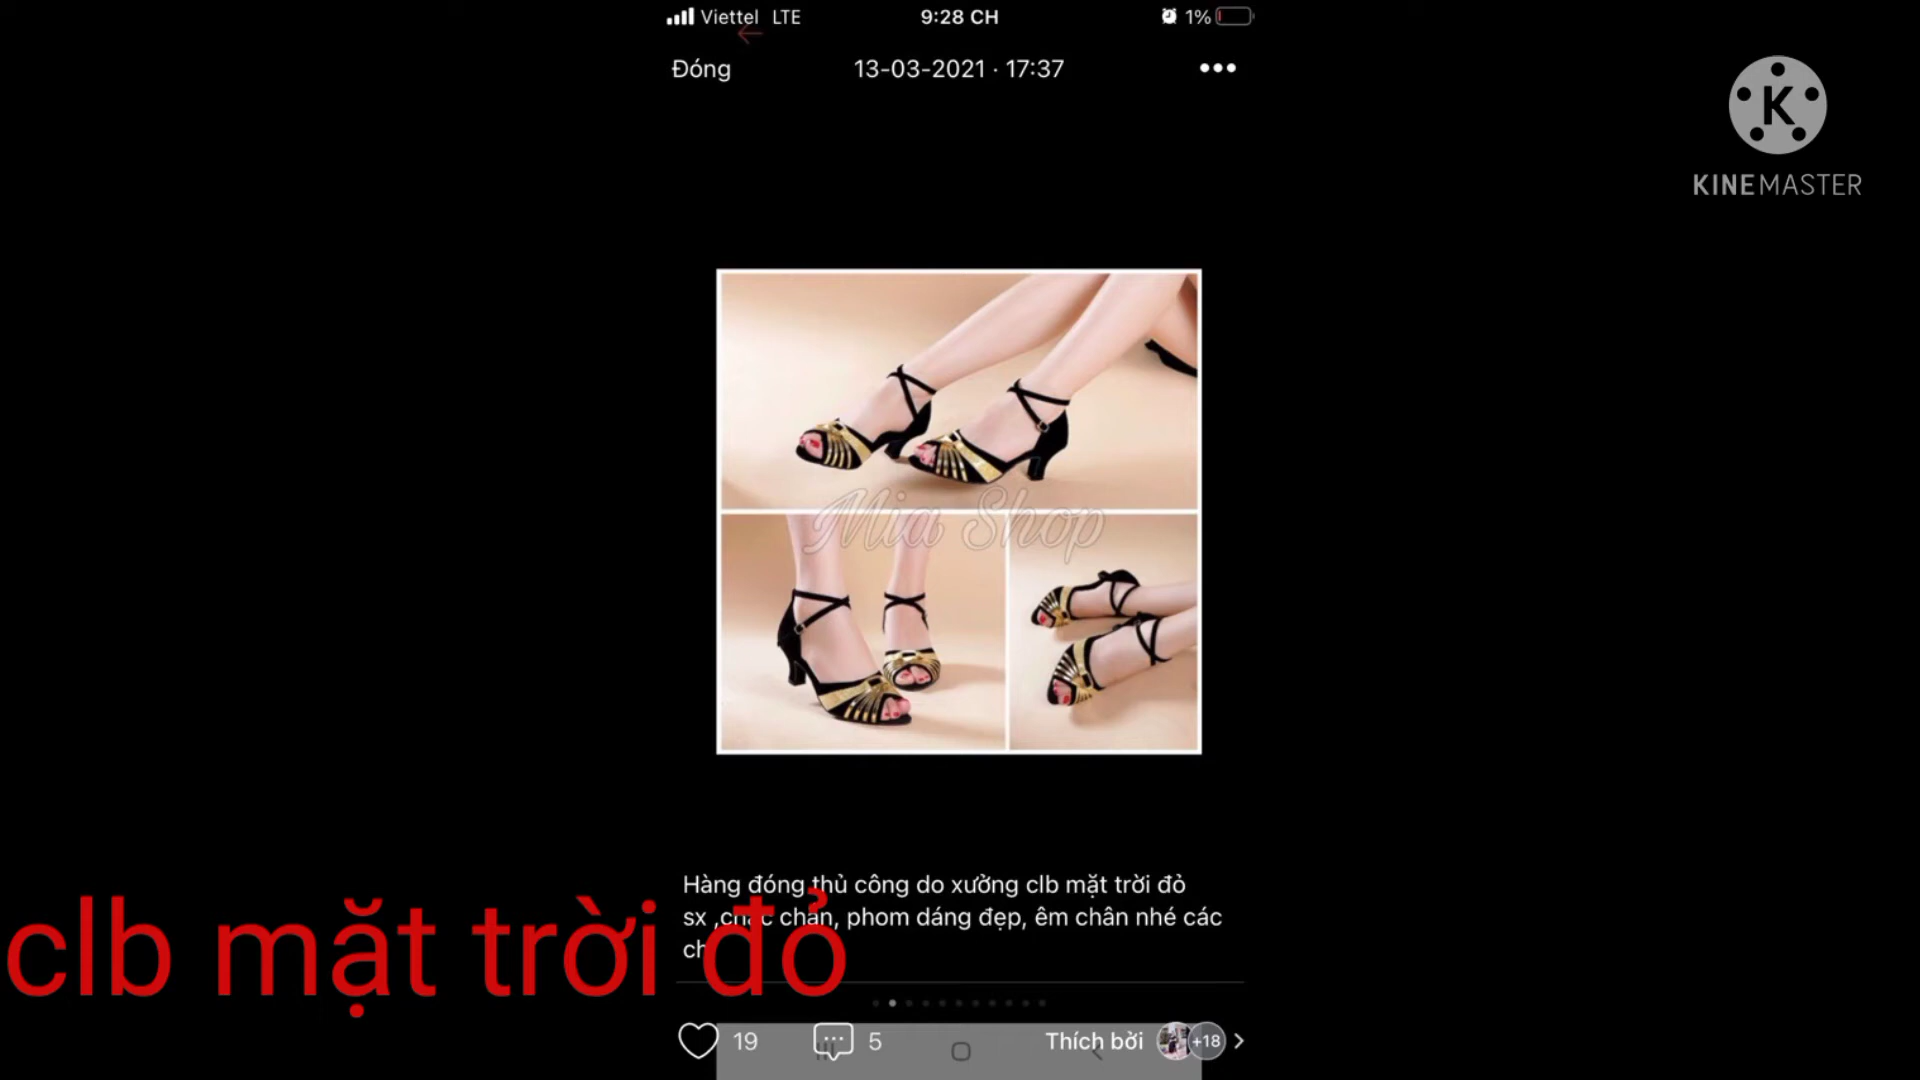 Viettel LTE 9:28 CH 1%
Đóng 13-03-2021 · 17:37
K
KINEMASTER
Mia Shop
Hàng đóng thủ công do xưởng clb mặt trời đỏ
sx ,chắc chắn, phom dáng đẹp, êm chân nhé các
clb mặt trời đỏ
19 5 Thích bởi +18